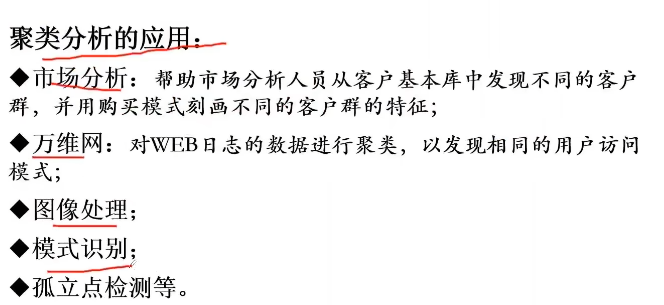 聚类分析的应用：
◆市场分析：帮助市场分析人员从客户基本库中发现不同的客户
群，并用购买模式刻画不同的客户群的特征；
◆万维网：对WEB日志的数据进行聚类，以发现相同的用户访问
模式；
◆图像处理；
◆模式识别；
◆孤立点检测等。